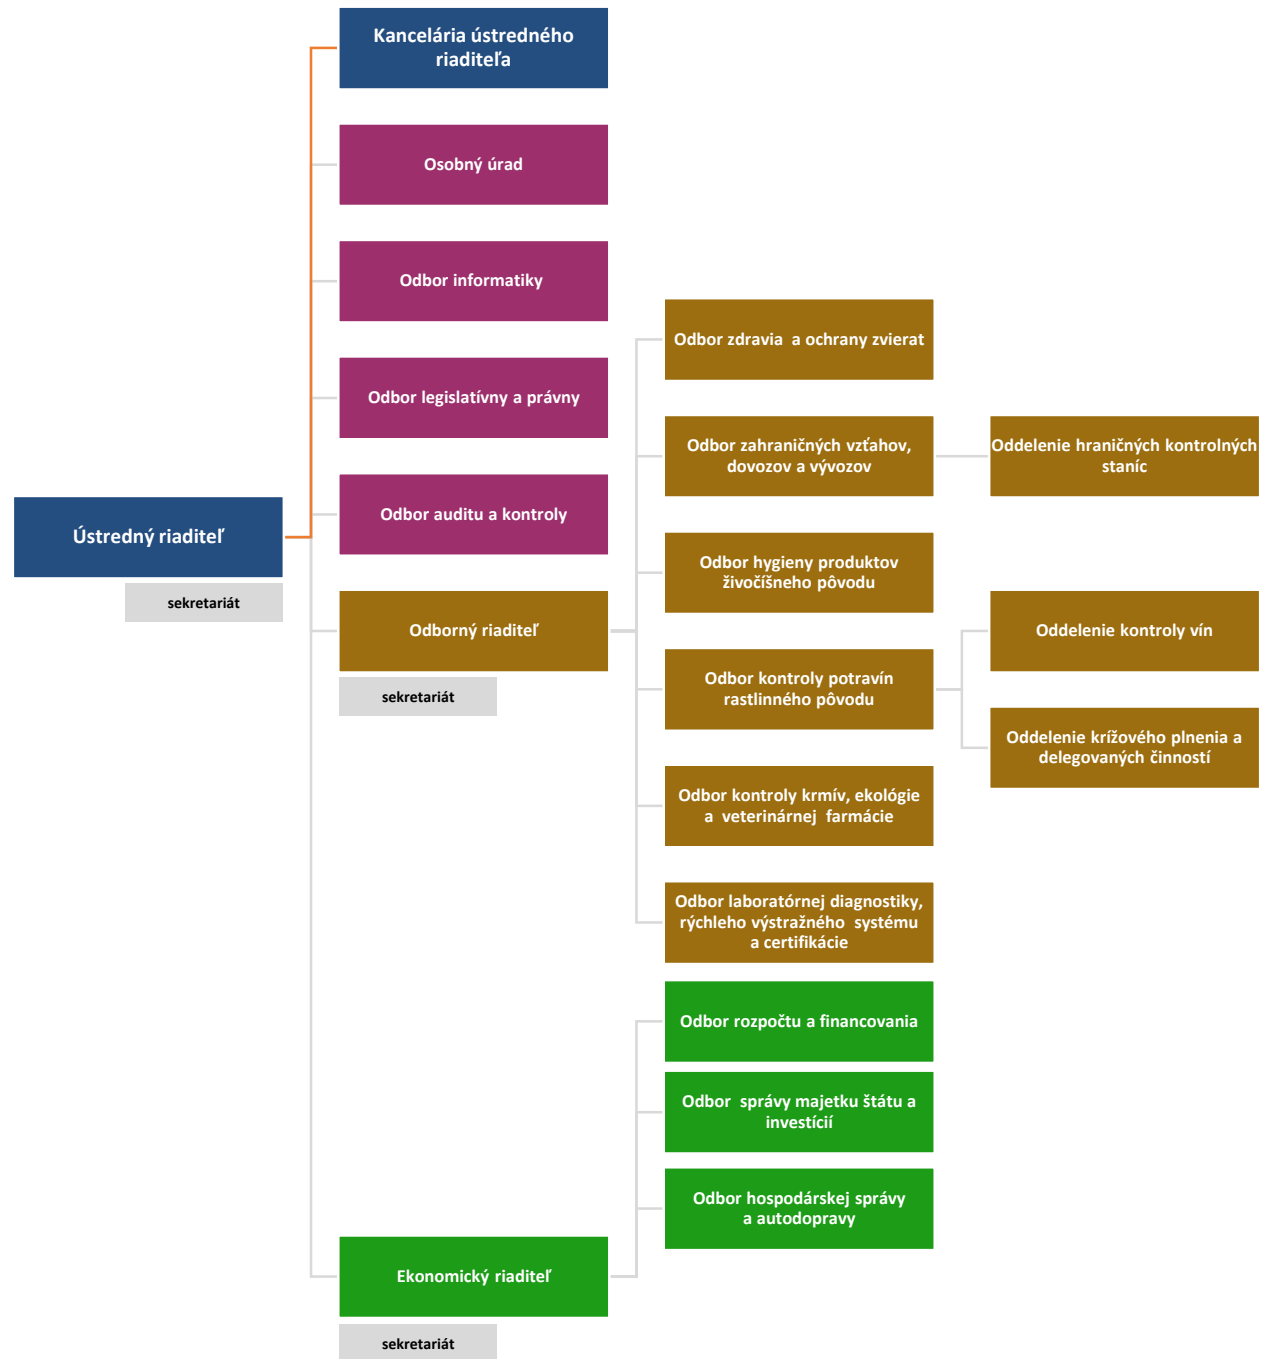 Kancelária ústredného
riaditeľa
Osobný úrad
Odbor informatiky
Odbor legislatívny a právny
Odbor auditu a kontroly
Ústredný riaditeľ
sekretariát
Odborný riaditeľ
sekretariát
Odbor zdravia a ochrany zvierat
Odbor zahraničných vzťahov,
dovozov a vývozov
Oddelenie hraničných kontrolných
staníc
Odbor hygieny produktov
živočíšneho pôvodu
Odbor kontroly potravín
rastlinného pôvodu
Oddelenie kontroly vín
Oddelenie krížového plnenia a
delegovaných činností
Odbor kontroly krmív, ekológie
a veterinárnej farmácie
Odbor laboratórnej diagnostiky,
rýchleho výstražného systému
a certifikácie
Odbor rozpočtu a financovania
Odbor správy majetku štátu a
investícií
Odbor hospodárskej správy
a autodopravy
Ekonomický riaditeľ
sekretariát